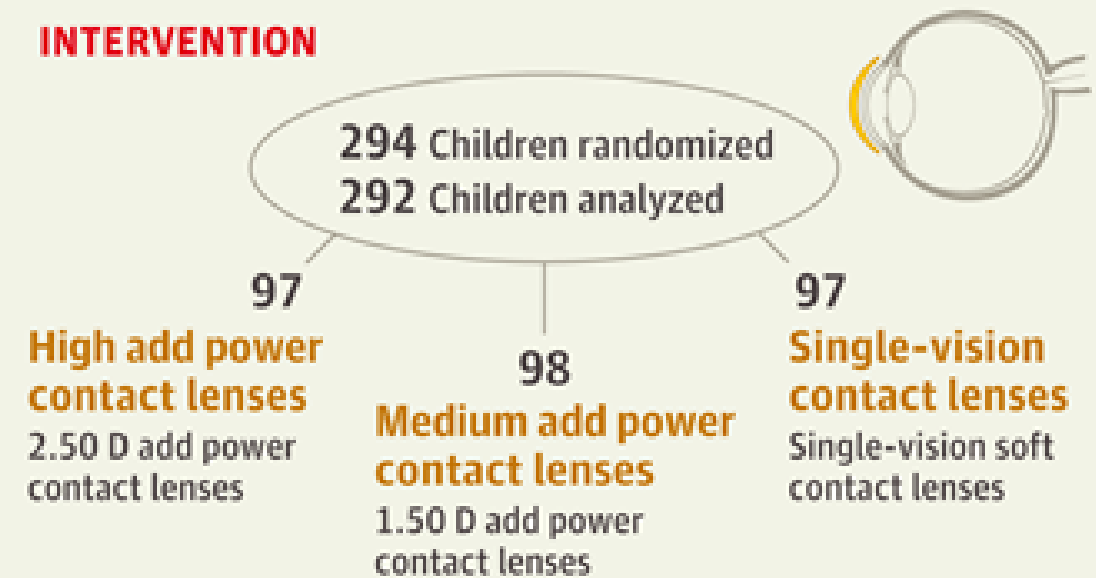 INTERVENTION
294 Children randomized
292 Children analyzed
97
High add power
contact lenses
2.50 D add power
contact lenses
98
Medium add power
contact lenses
1.50 D add power
contact lenses
97
Single-vision
contact lenses
Single-vision soft
contact lenses